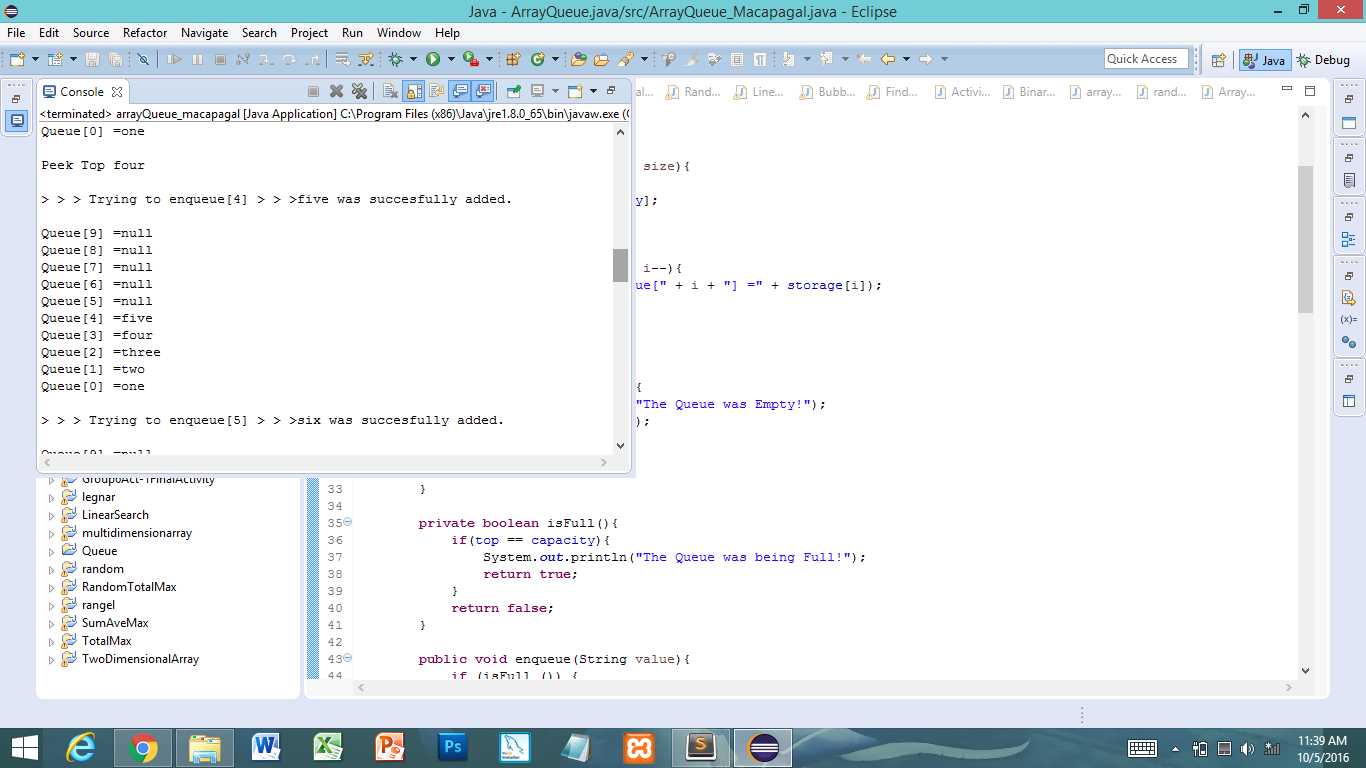 Java - ArrayQueue.java/src/ArrayQueue_Macapagal.java - Eclipse
File Edit Source Refactor Navigate Search Project Run Window Help
Quick Access
Java
Debug
Console
al... Rand... Line... Bubb... Find... Activi... Binar... array... rand... Array...
<terminated> arrayQueue_macapagal [Java Application] C:\Program Files (x86)\Java\jre1.8.0_65\bin\javaw.exe (
Queue[0] =one
Peek Top four
> > > Trying to enqueue[4] > > >five was succesfully added.
Queue[9] =null
Queue[8] =null
Queue[7] =null
Queue[6] =null
Queue[5] =null
Queue[4] =five
Queue[3] =four
Queue[2] =three
Queue[1] =two
Queue[0] =one
> > > Trying to enqueue[5] > > >six was succesfully added.
Queue[9] =null
size){
y];
i--){
ue[" + i + "] =" + storage[i]);
{
"The Queue was Empty!");
);
(x)=
GroupoAct-1FinalActivity
legnar
LinearSearch
multidimensionarray
Queue
random
RandomTotalMax
rangel
SumAveMax
TotalMax
TwoDimensionalArray
33 }
34
35 private boolean isFull(){
36 if(top == capacity){
37 System.out.println("The Queue was being Full!");
38 return true;
39 }
40 return false;
41 }
42
43 public void enqueue(String value){
44 if (isFull ()) {
Ps
11:39 AM
10/5/2016